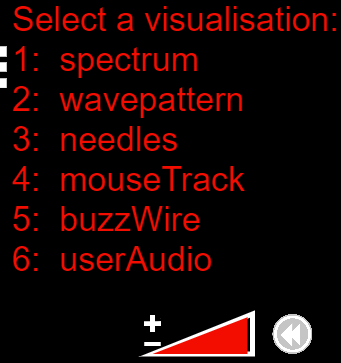 Select a visualisation:
1: spectrum
2: wavepattern
3: needles
4: mouseTrack
5: buzzWire
6: userAudio